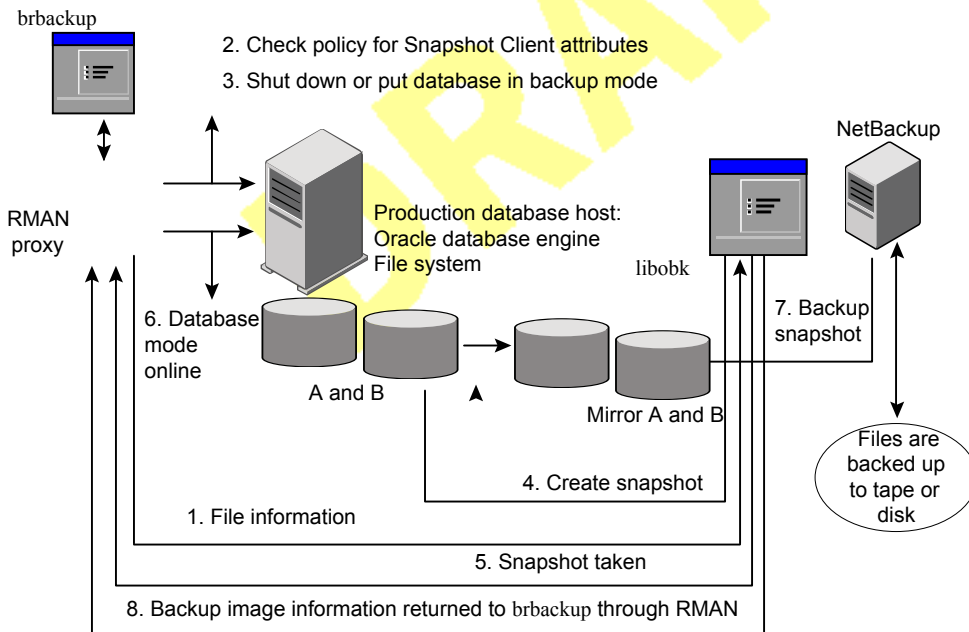 brbackup
2. Check policy for Snapshot Client attributes
3. Shut down or put database in backup mode
NetBackup
RMAN
proxy
Production database host:
Oracle database engine
File system
libobk
6. Database
mode
online
7. Backup
snapshot
A and B
Mirror A and B
Files are
backed up
to tape or
disk
4. Create snapshot
1. File information
5. Snapshot taken
8. Backup image information returned to brbackup through RMAN